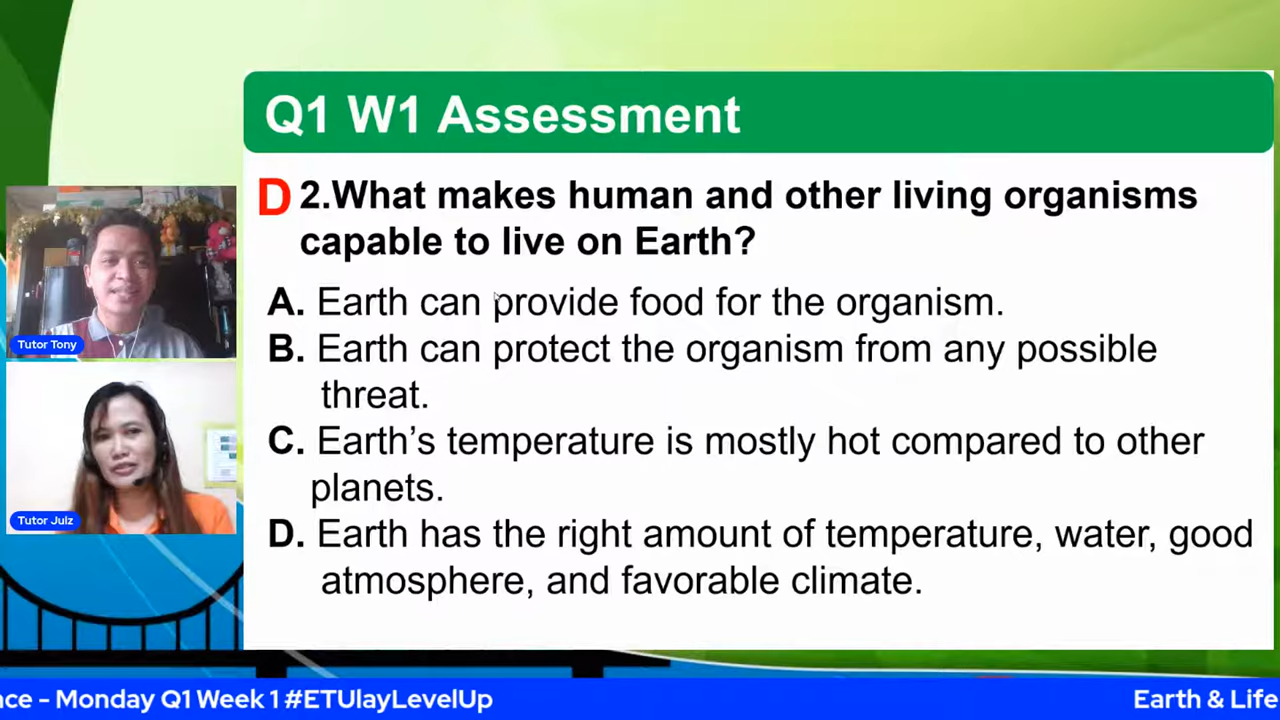 Q1 W1 Assessment
D 2.What makes human and other living organisms
capable to live on Earth?
A. Earth can provide food for the organism.
B. Earth can protect the organism from any possible
threat.
C. Earth's temperature is mostly hot compared to other
planets.
D. Earth has the right amount of temperature, water, good
atmosphere, and favorable climate.
Tutor Tony
Tutor Julz
nce - Monday Q1 Week 1 #ETUlayLevelUp
Earth & Life